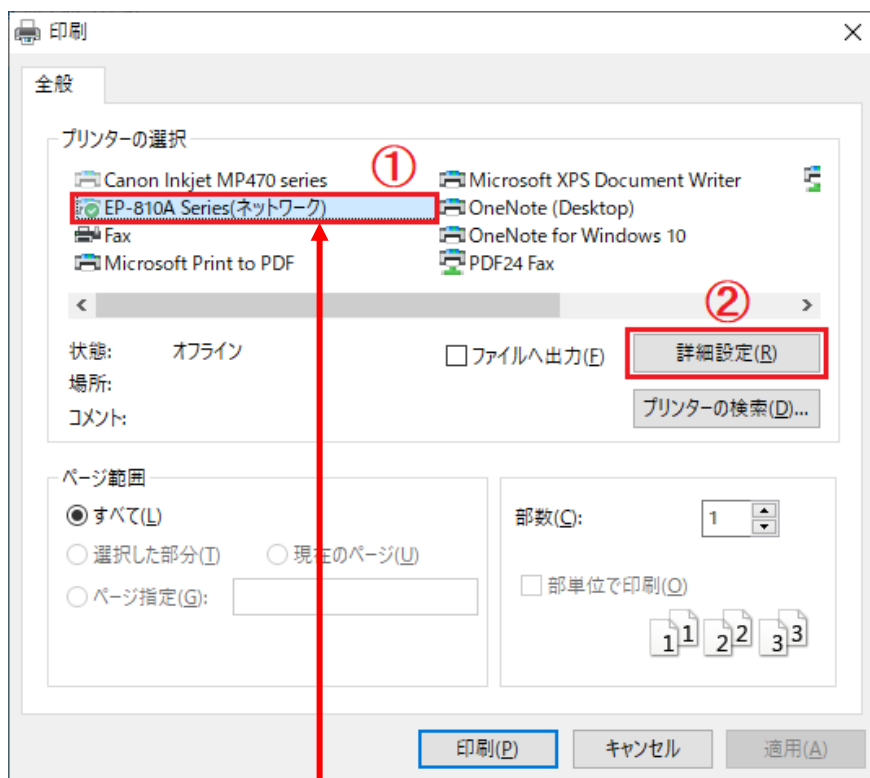 印刷
全般
プリンターの選択
①
Canon Inkjet MP470 series
Microsoft XPS Document Writer
EP-810A Series(ネットワーク)
OneNote (Desktop)
Fax
OneNote for Windows 10
Microsoft Print to PDF
PDF24 Fax
②
状態: オフライン
ファイルへ出力(F)
詳細設定(R)
場所:
プリンターの検索(D)...
コメント:
ページ範囲
すべて(L)
部数(C): 1
選択した部分(T)
現在のページ(U)
部単位で印刷(O)
ページ指定(G):
1 1 2 2 3 3
印刷(P)
キャンセル
適用(A)